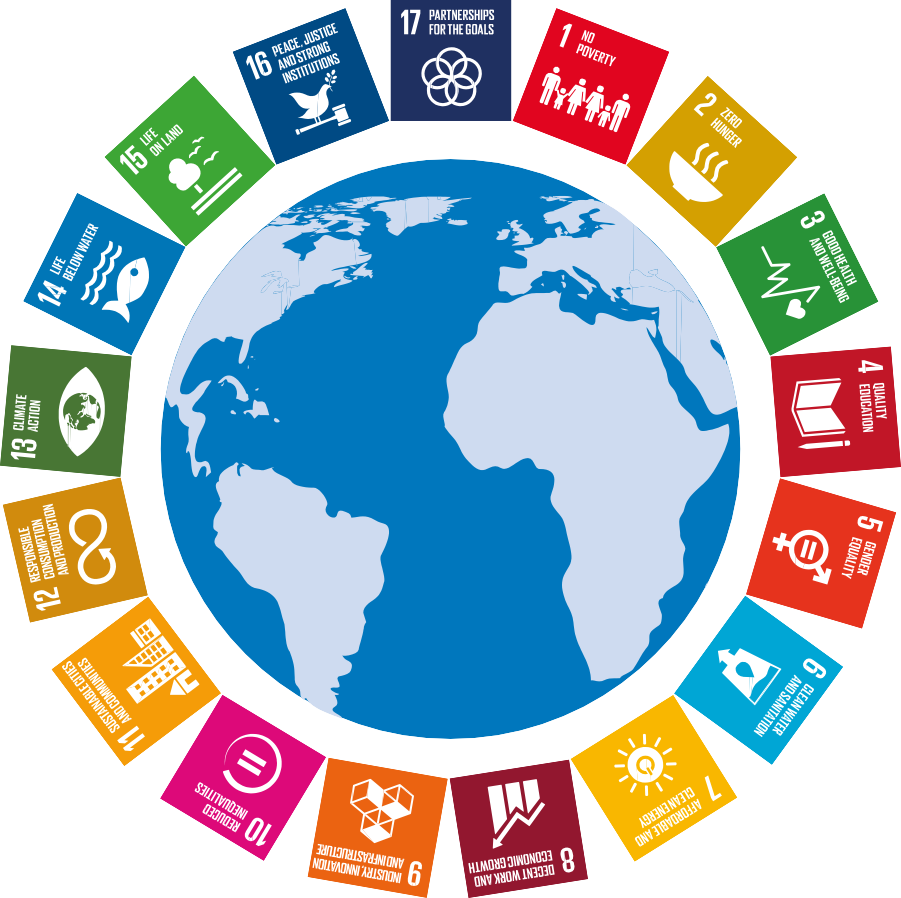 17 PARTNERSHIPS
FOR THE GOALS
1 NO
POVERTY
2 ZERO
HUNGER
3 GOOD HEALTH
AND WELL-BEING
4 QUALITY
EDUCATION
5 GENDER
EQUALITY
6 CLEAN WATER
AND SANITATION
7 AFFORDABLE AND
CLEAN ENERGY
8 DECENT WORK AND
ECONOMIC GROWTH
9 INDUSTRY, INNOVATION
AND INFRASTRUCTURE
10 REDUCED
INEQUALITIES
11 SUSTAINABLE CITIES
AND COMMUNITIES
12 RESPONSIBLE
CONSUMPTION
AND PRODUCTION
13 CLIMATE
ACTION
14 LIFE
BELOW WATER
15 LIFE
ON LAND
16 PEACE, JUSTICE
AND STRONG
INSTITUTIONS